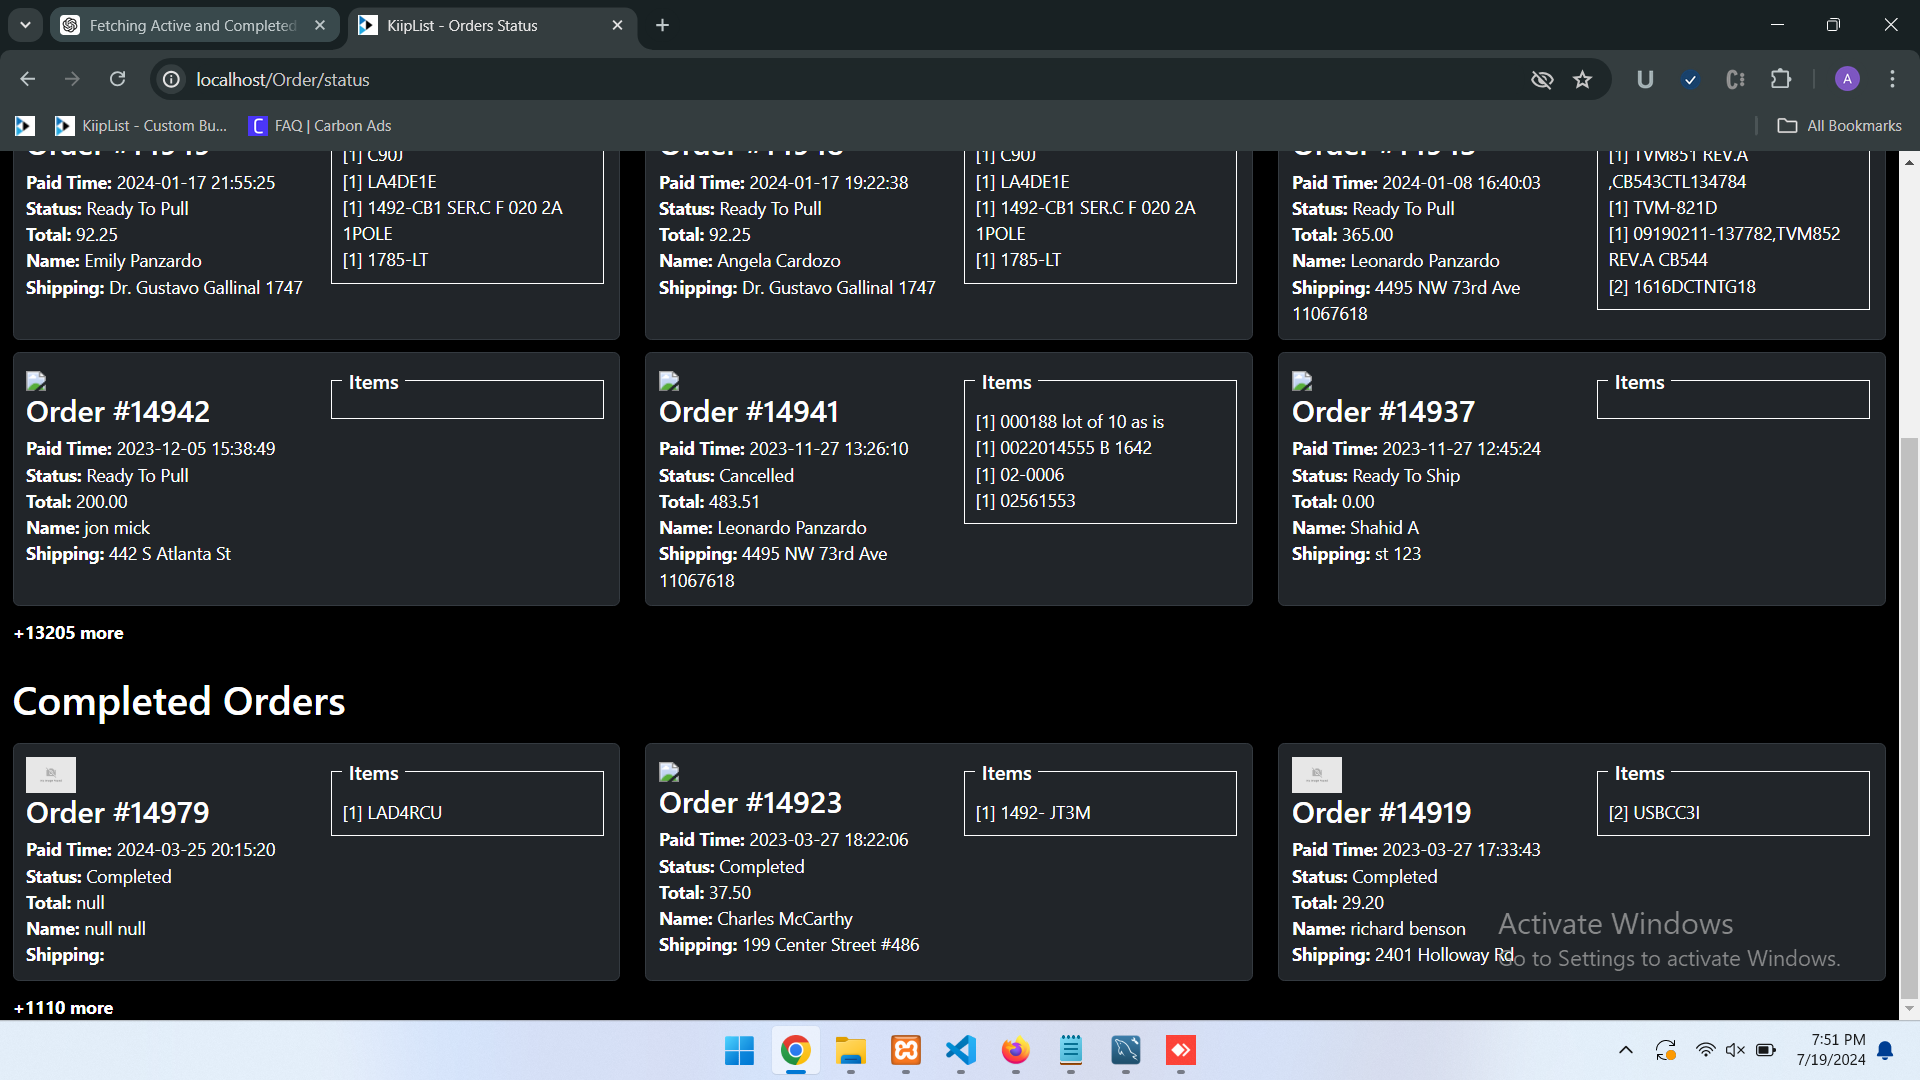 Fetching Active and Completed
KiipList - Orders Status
localhost/Order/status
U
A
KiipList - Custom Bu...
C
FAQ | Carbon Ads
All Bookmarks
Paid Time: 2024-01-17 21:55:25
Status: Ready To Pull
Total: 92.25
Name: Emily Panzardo
Shipping: Dr. Gustavo Gallinal 1747
[1] C90J
[1] LA4DE1E
[1] 1492-CB1 SER.C F 020 2A
1POLE
[1] 1785-LT
Paid Time: 2024-01-17 19:22:38
Status: Ready To Pull
Total: 92.25
Name: Angela Cardozo
Shipping: Dr. Gustavo Gallinal 1747
[1] C90J
[1] LA4DE1E
[1] 1492-CB1 SER.C F 020 2A
1POLE
[1] 1785-LT
Paid Time: 2024-01-08 16:40:03
Status: Ready To Pull
Total: 365.00
Name: Leonardo Panzardo
Shipping: 4495 NW 73rd Ave
11067618
[1] TVM851 REV.A
,CB543CTL134784
[1] TVM-821D
[1] 09190211-137782,TVM852
REV.A CB544
[2] 1616DCTNTG18
Order #14942
Paid Time: 2023-12-05 15:38:49
Status: Ready To Pull
Total: 200.00
Name: jon mick
Shipping: 442 S Atlanta St
Items
Order #14941
Paid Time: 2023-11-27 13:26:10
Status: Cancelled
Total: 483.51
Name: Leonardo Panzardo
Shipping: 4495 NW 73rd Ave
11067618
Items
[1] 000188 lot of 10 as is
[1] 0022014555 B 1642
[1] 02-0006
[1] 02561553
Order #14937
Paid Time: 2023-11-27 12:45:24
Status: Ready To Ship
Total: 0.00
Name: Shahid A
Shipping: st 123
Items
+13205 more
Completed Orders
Order #14979
Paid Time: 2024-03-25 20:15:20
Status: Completed
Total: null
Name: null null
Shipping:
Items
[1] LAD4RCU
Order #14923
Paid Time: 2023-03-27 18:22:06
Status: Completed
Total: 37.50
Name: Charles McCarthy
Shipping: 199 Center Street #486
Items
[1] 1492- JT3M
Order #14919
Paid Time: 2023-03-27 17:33:43
Status: Completed
Total: 29.20
Name: richard benson
Shipping: 2401 Holloway Rd
Items
[2] USBCC3I
+1110 more
Activate Windows
Go to Settings to activate Windows.
7:51 PM
7/19/2024